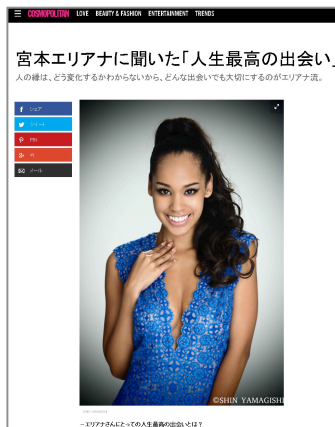 COSMOPOLITAN LOVE BEAUTY & FASHION ENTERTAINMENT TRENDS
宮本エリアナに聞いた「人生最高の出会い」
人の縁は、どう変化するかわからないから、どんな出会いでも大切にするのがエリアナ流。
シェア
ツイート
PIN
+1
メール
©SHIN YAMAGISHI
－エリアナさんにとっての人生最高の出会いとは？